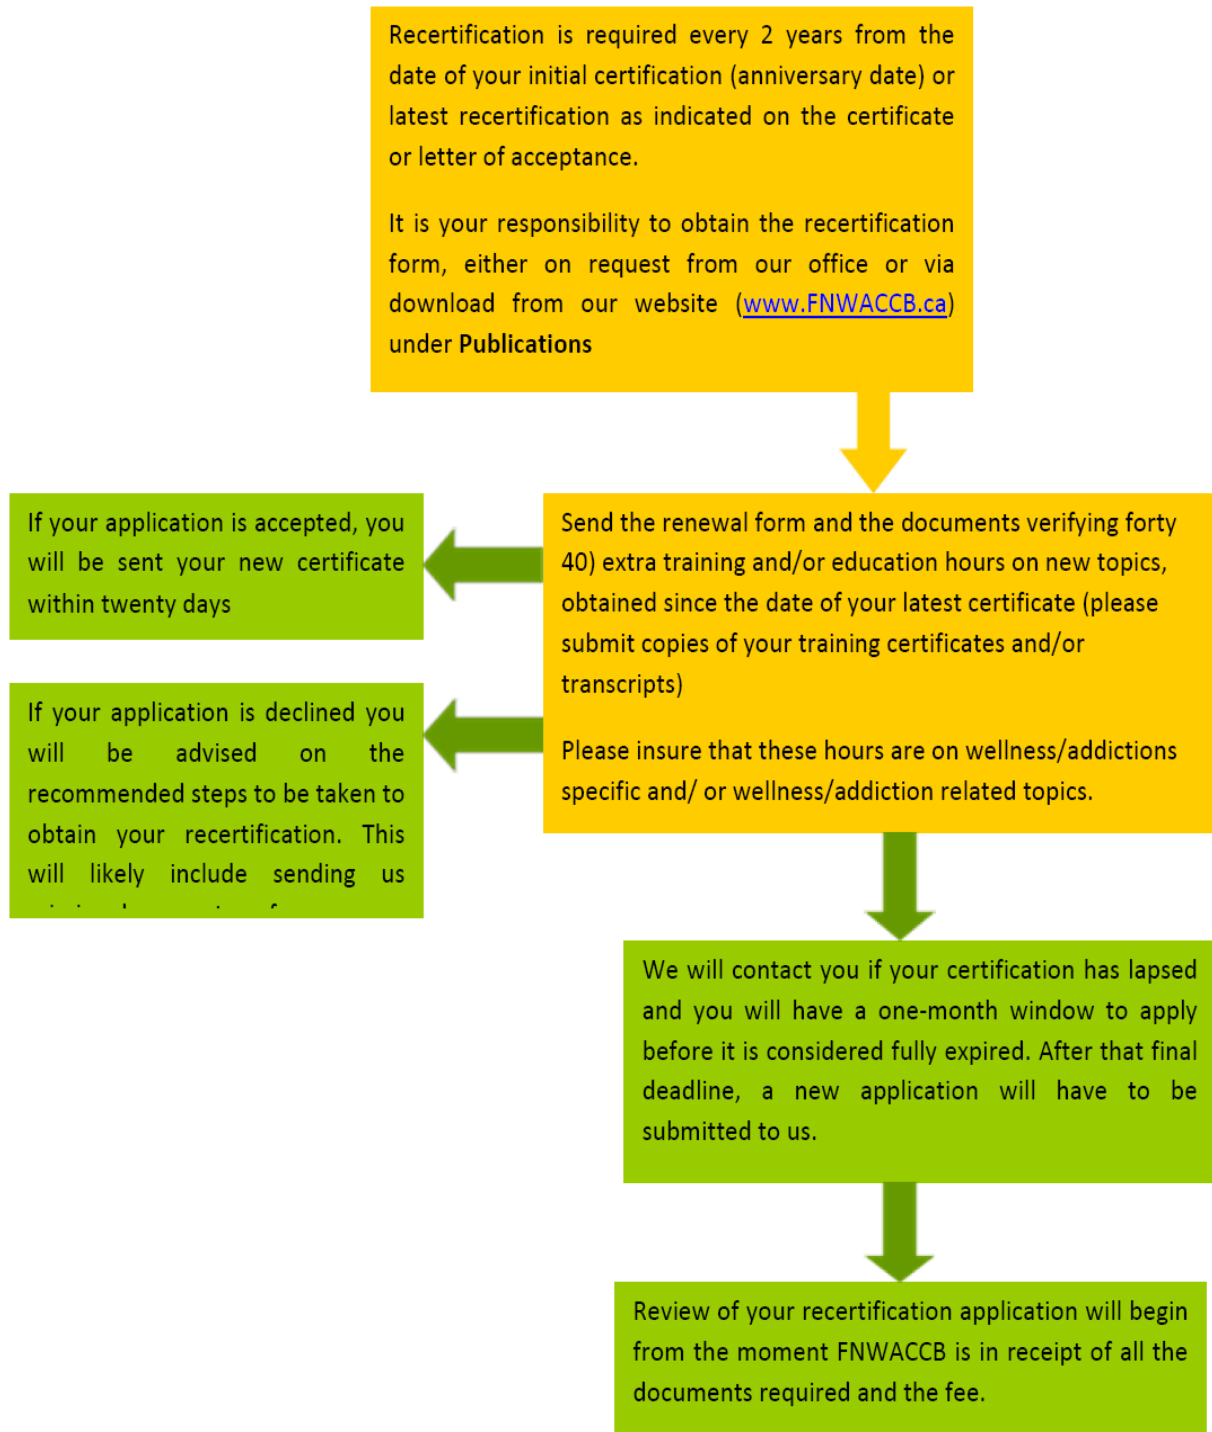 Recertification is required every 2 years from the
date of your initial certification (anniversary date) or
latest recertification as indicated on the certificate
or letter of acceptance.
It is your responsibility to obtain the recertification
form, either on request from our office or via
download from our website (www.FNWACCB.ca)
under Publications
If your application is accepted, you
will be sent your new certificate
within twenty days
Send the renewal form and the documents verifying forty
40) extra training and/or education hours on new topics,
obtained since the date of your latest certificate (please
submit copies of your training certificates and/or
transcripts)
Please insure that these hours are on wellness/addictions
specific and/ or wellness/addiction related topics.
If your application is declined you
will be advised on the
recommended steps to be taken to
obtain your recertification. This
will likely include sending us
We will contact you if your certification has lapsed
and you will have a one-month window to apply
before it is considered fully expired. After that final
deadline, a new application will have to be
submitted to us.
Review of your recertification application will begin
from the moment FNWACCB is in receipt of all the
documents required and the fee.